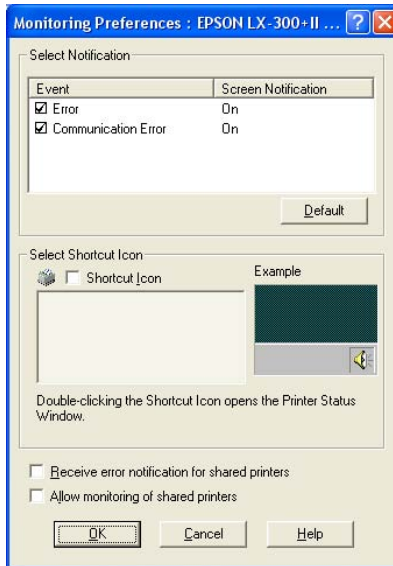 Monitoring Preferences : EPSON LX-300+II ...
Select Notification
Event Screen Notification
Error On
Communication Error On
Default
Select Shortcut Icon
Shortcut Icon Example
Double-clicking the Shortcut Icon opens the Printer Status
Window.
Receive error notification for shared printers
Allow monitoring of shared printers
OK Cancel Help